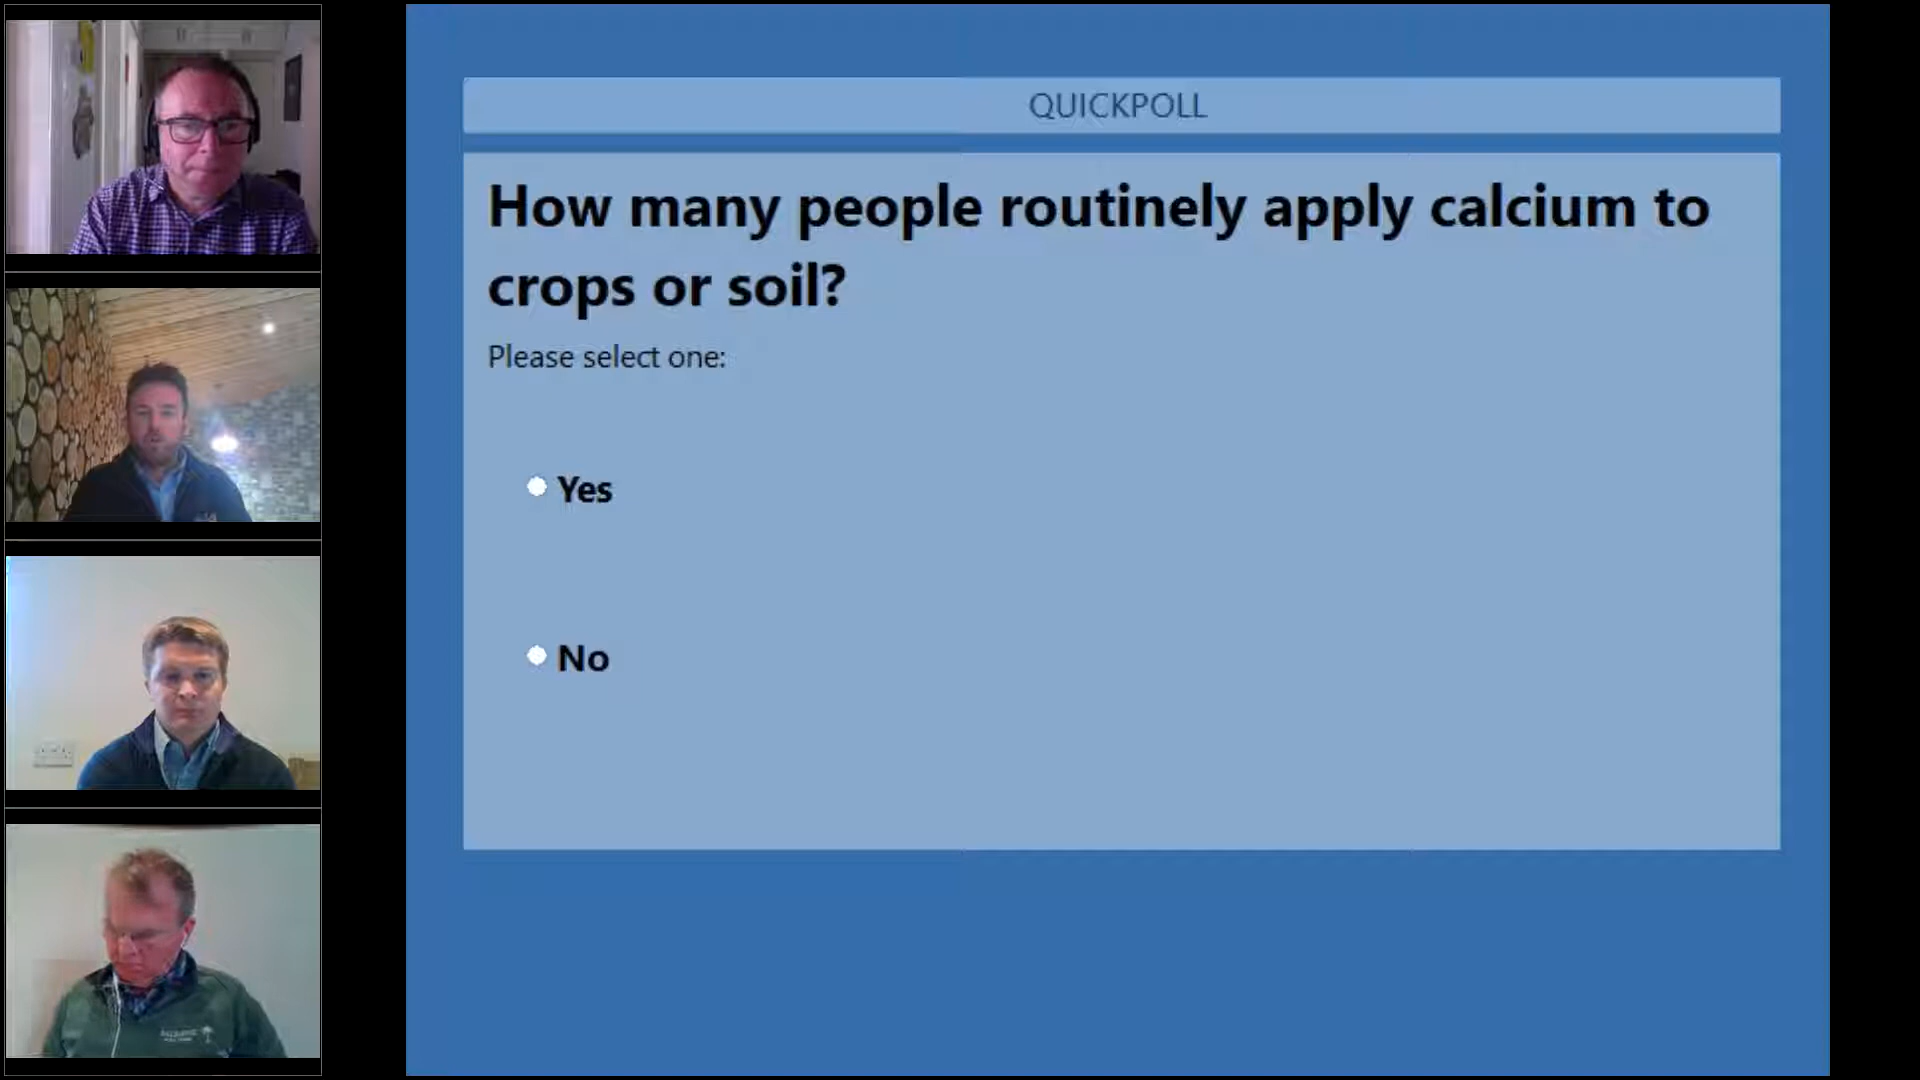 QUICKPOLL
How many people routinely apply calcium to
crops or soil?
Please select one:
Yes
No